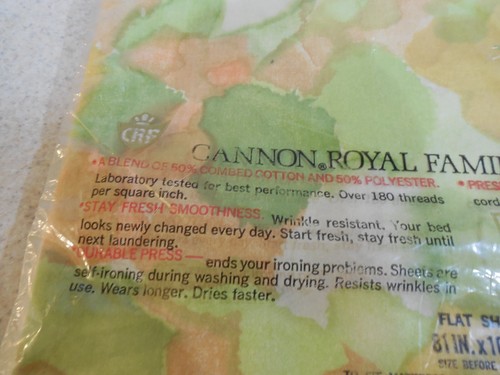 CRF
CANNON® ROYAL FAMI
• A BLEND OF 50% COMBED COTTON AND 50% POLYESTER.
Laboratory tested for best performance. Over 180 threads
per square inch.
• STAY FRESH SMOOTHNESS. Wrinkle resistant. Your bed
looks newly changed every day. Start fresh, stay fresh until
next laundering.
• DURABLE PRESS — ends your ironing problems. Sheets are
self-ironing during washing and drying. Resists wrinkles in
use. Wears longer. Dries faster.
• PRES
cord
FLAT SH
81 IN. x 10
SIZE BEFORE